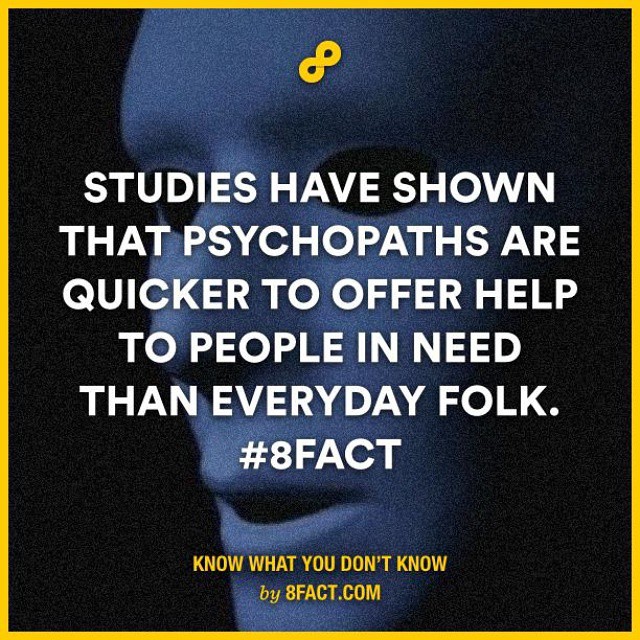 STUDIES HAVE SHOWN
THAT PSYCHOPATHS ARE
QUICKER TO OFFER HELP
TO PEOPLE IN NEED
THAN EVERYDAY FOLK.
#8FACT
KNOW WHAT YOU DON'T KNOW
by 8FACT.COM